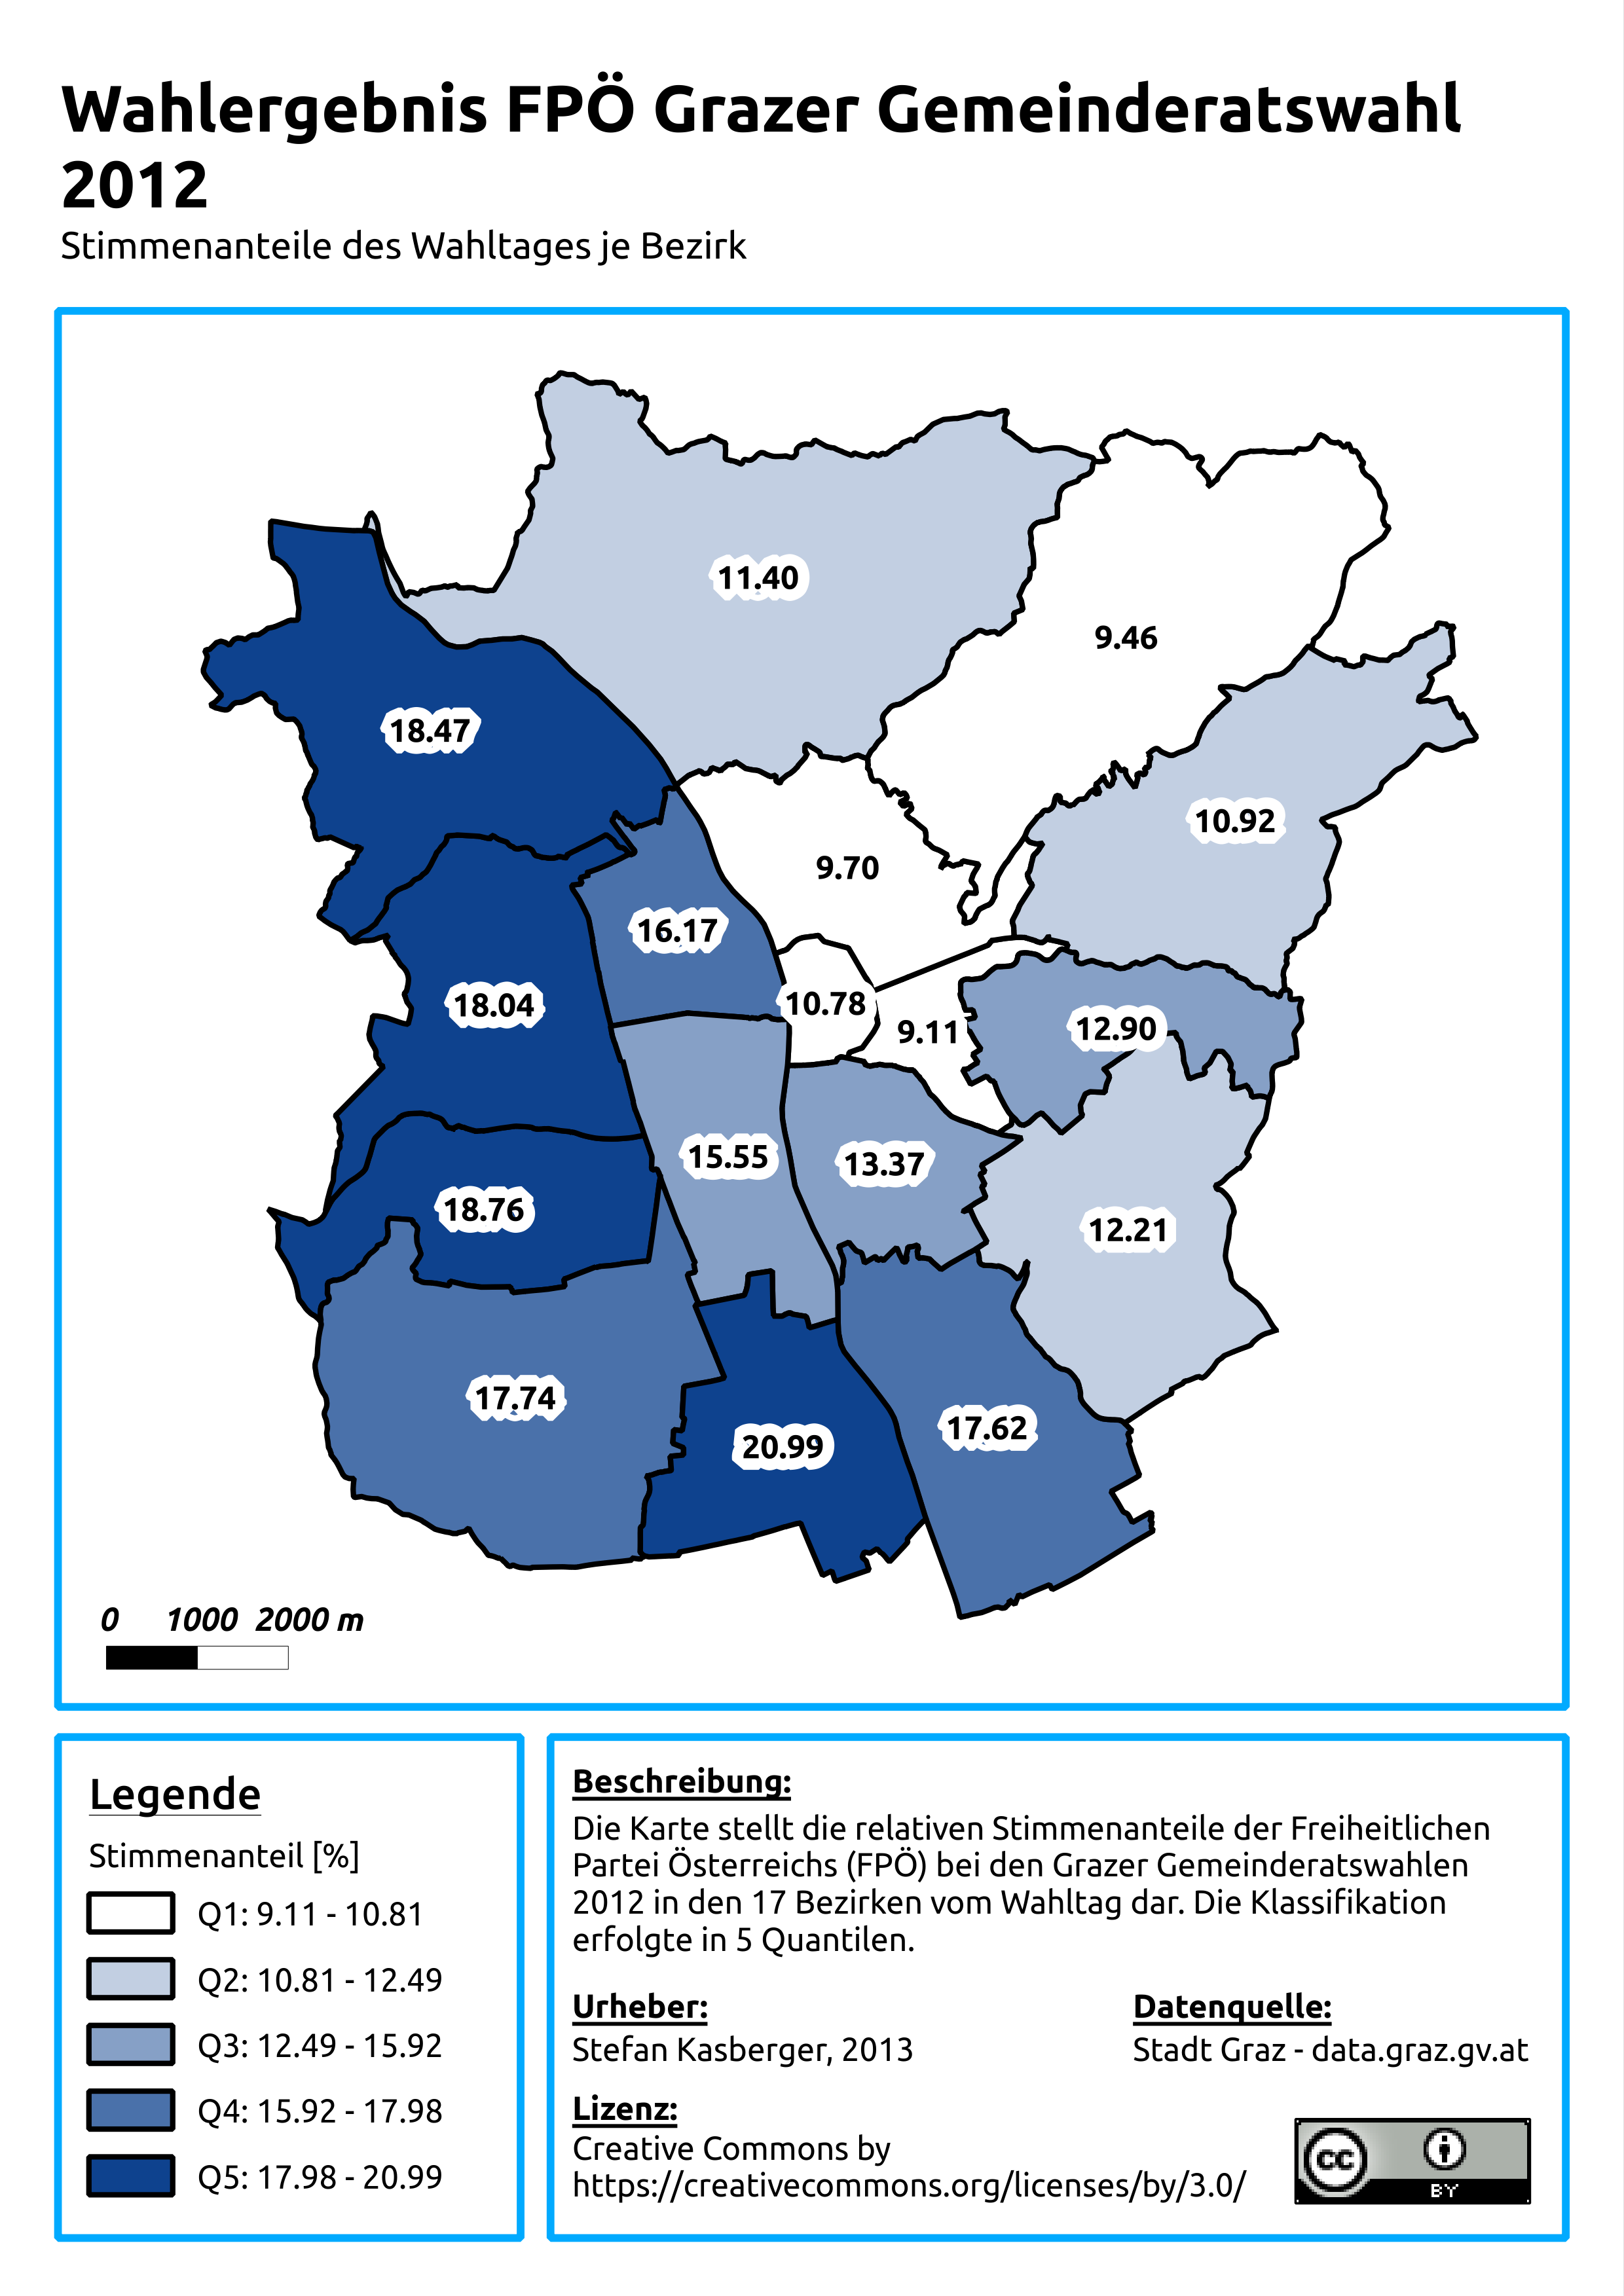 Wahlergebnis FPÖ Grazer Gemeinderatswahl
2012
Stimmenanteile des Wahltages je Bezirk
11.40
9.46
18.47
10.92
9.70
16.17
10.78
18.04
9.11
12.90
15.55
13.37
18.76
12.21
17.74
20.99
17.62
0 1000 2000 m
Legende
Stimmenanteil [%]
Q1: 9.11 - 10.81
Q2: 10.81 - 12.49
Q3: 12.49 - 15.92
Q4: 15.92 - 17.98
Q5: 17.98 - 20.99
Beschreibung:
Die Karte stellt die relativen Stimmenanteile der Freiheitlichen
Partei Österreichs (FPÖ) bei den Grazer Gemeinderatswahlen
2012 in den 17 Bezirken vom Wahltag dar. Die Klassifikation
erfolgte in 5 Quantilen.
Urheber:
Stefan Kasberger, 2013
Datenquelle:
Stadt Graz - data.graz.gv.at
Lizenz:
Creative Commons by
https://creativecommons.org/licenses/by/3.0/
CC
BY